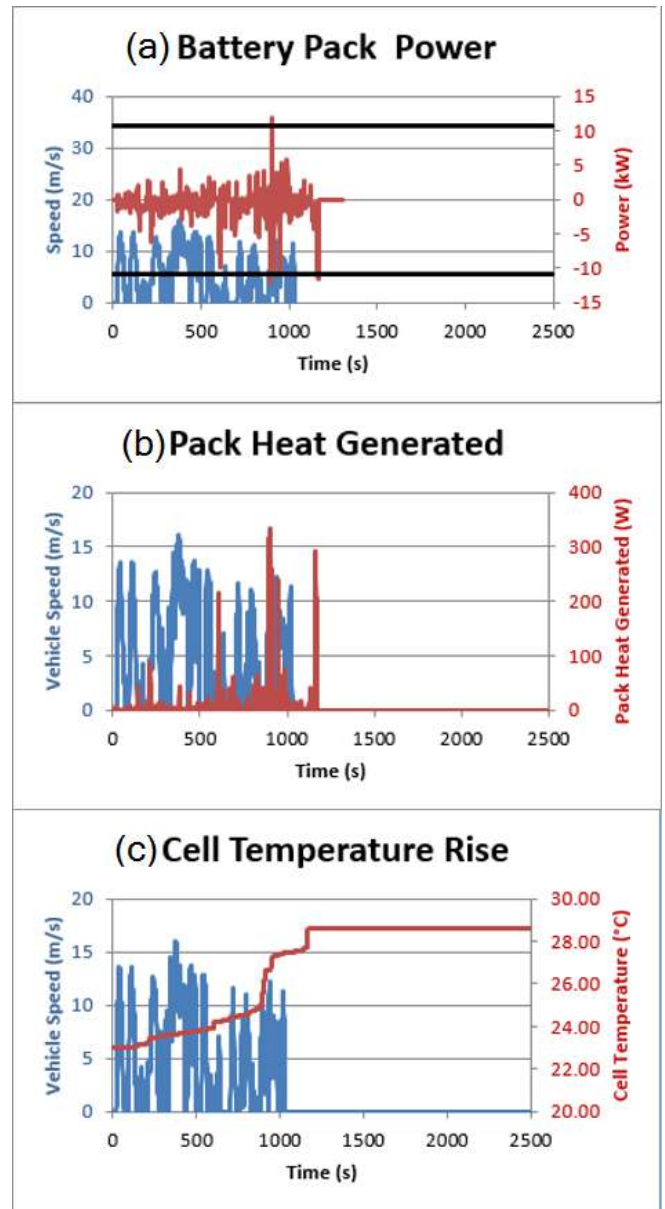 (a) Battery Pack Power
40
30
20
10
0
Speed (m/s)
15
10
5
0
-5
-10
-15
Power (kW)
0 500 1000 1500 2000 2500
Time (s)
(b) Pack Heat Generated
20
15
10
5
0
Vehicle Speed (m/s)
400
300
200
100
0
Pack Heat Generated (W)
0 500 1000 1500 2000 2500
Time (s)
(c) Cell Temperature Rise
20
15
10
5
0
Vehicle Speed (m/s)
30.00
28.00
26.00
24.00
22.00
20.00
Cell Temperature (°C)
0 500 1000 1500 2000 2500
Time (s)